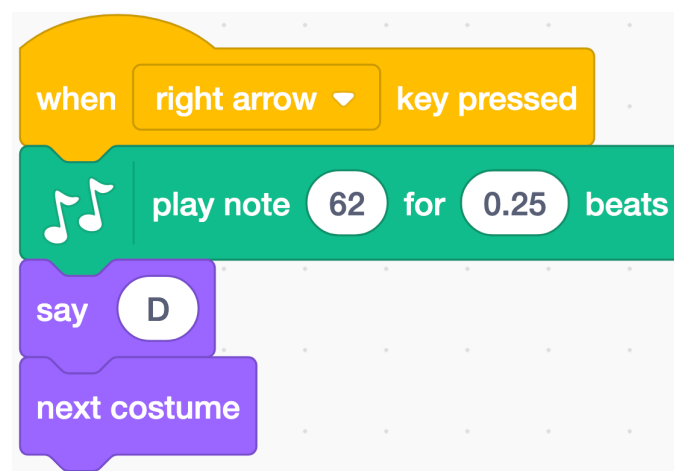 when right arrow key pressed
play note 62 for 0.25 beats
say D
next costume